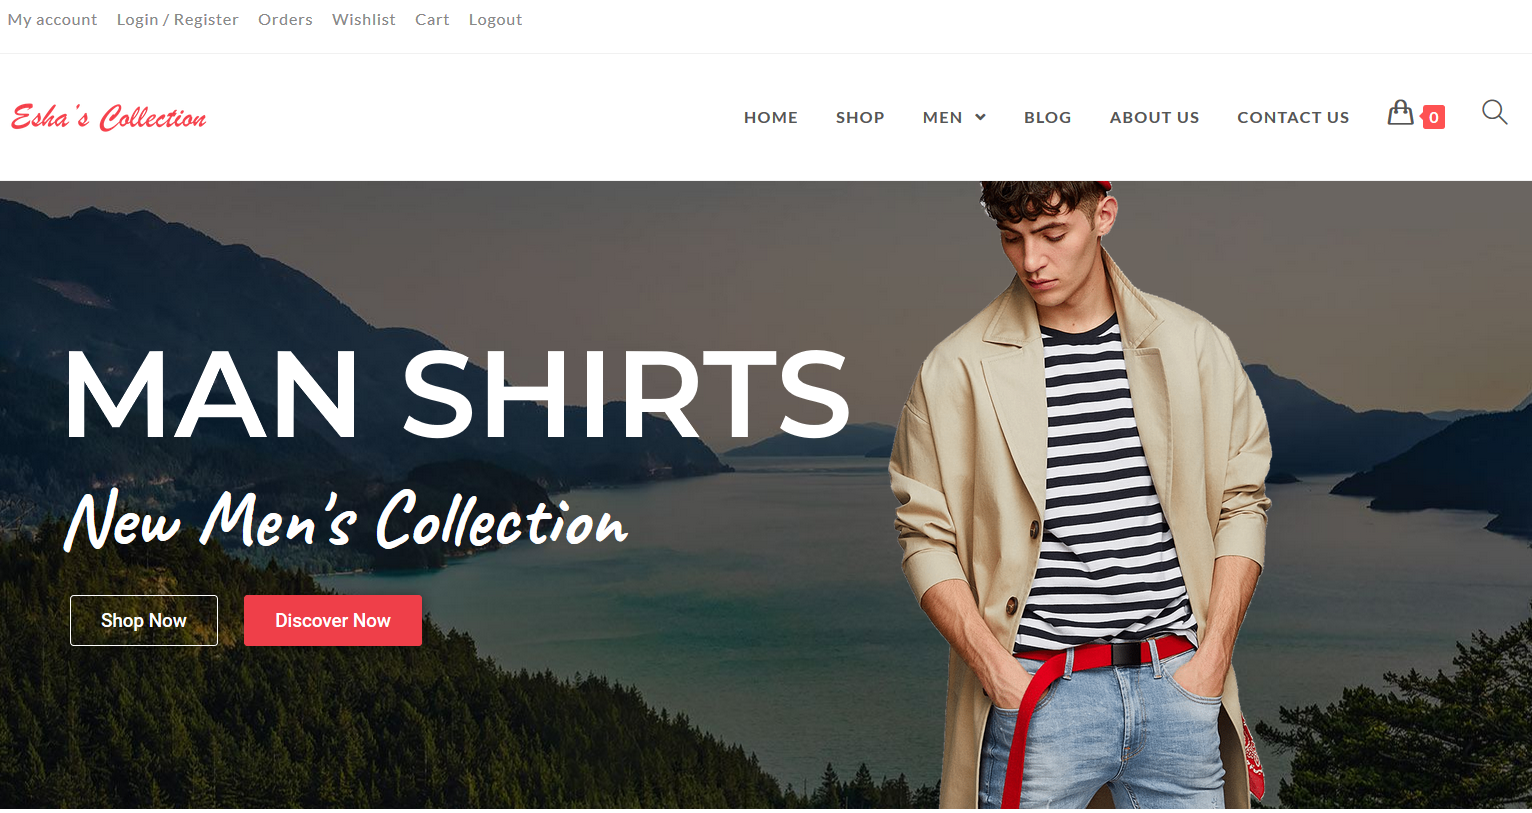 My account Login / Register Orders Wishlist Cart Logout
Esha's Collection
HOME SHOP MEN BLOG ABOUT US CONTACT US 0
MAN SHIRTS
New Men's Collection
Shop Now Discover Now